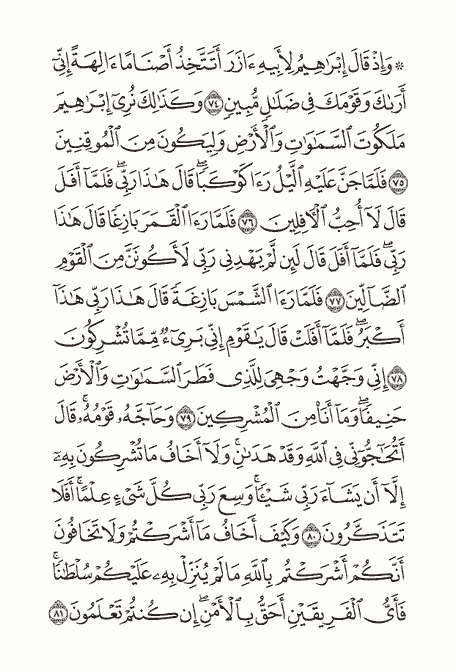 ۞ وَإِذْ قَالَ إِبْرَٰهِيمُ لِأَبِيهِ ءَازَرَ أَتَتَّخِذُ أَصْنَامًا ءَالِهَةً إِنِّىٓ
أَرَىٰكَ وَقَوْمَكَ فِى ضَلَٰلٍ مُّبِينٍ ٧٤ وَكَذَٰلِكَ نُرِىٓ إِبْرَٰهِيمَ
مَلَكُوتَ ٱلسَّمَٰوَٰتِ وَٱلْأَرْضِ وَلِيَكُونَ مِنَ ٱلْمُوقِنِينَ
٧٥ فَلَمَّا جَنَّ عَلَيْهِ ٱلَّيْلُ رَءَا كَوْكَبًا ۖ قَالَ هَٰذَا رَبِّى ۖ فَلَمَّآ أَفَلَ
قَالَ لَآ أُحِبُّ ٱلْءَافِلِينَ ٧٦ فَلَمَّا رَءَا ٱلْقَمَرَ بَازِغًا قَالَ هَٰذَا
رَبِّى ۖ فَلَمَّآ أَفَلَ قَالَ لَئِن لَّمْ يَهْدِنِى رَبِّى لَأَكُونَنَّ مِنَ ٱلْقَوْمِ
ٱلضَّآلِّينَ ٧٧ فَلَمَّا رَءَا ٱلشَّمْسَ بَازِغَةً قَالَ هَٰذَا رَبِّى هَٰذَآ
أَكْبَرُ ۖ فَلَمَّآ أَفَلَتْ قَالَ يَٰقَوْمِ إِنِّى بَرِىٓءٌ مِّمَّا تُشْرِكُونَ
٧٨ إِنِّى وَجَّهْتُ وَجْهِىَ لِلَّذِى فَطَرَ ٱلسَّمَٰوَٰتِ وَٱلْأَرْضَ
حَنِيفًا ۖ وَمَآ أَنَا۠ مِنَ ٱلْمُشْرِكِينَ ٧٩ وَحَآجَّهُۥ قَوْمُهُۥ ۚ قَالَ
أَتُحَٰٓجُّوٓنِّى فِى ٱللَّهِ وَقَدْ هَدَىٰنِ ۚ وَلَآ أَخَافُ مَا تُشْرِكُونَ بِهِۦٓ
إِلَّآ أَن يَشَآءَ رَبِّى شَيْـًٔا ۗ وَسِعَ رَبِّى كُلَّ شَىْءٍ عِلْمًا ۗ أَفَلَا
تَتَذَكَّرُونَ ٨٠ وَكَيْفَ أَخَافُ مَآ أَشْرَكْتُمْ وَلَا تَخَافُونَ
أَنَّكُمْ أَشْرَكْتُم بِٱللَّهِ مَا لَمْ يُنَزِّلْ بِهِۦ عَلَيْكُمْ سُلْطَٰنًا ۚ
فَأَىُّ ٱلْفَرِيقَيْنِ أَحَقُّ بِٱلْأَمْنِ ۖ إِن كُنتُمْ تَعْلَمُونَ ٨١